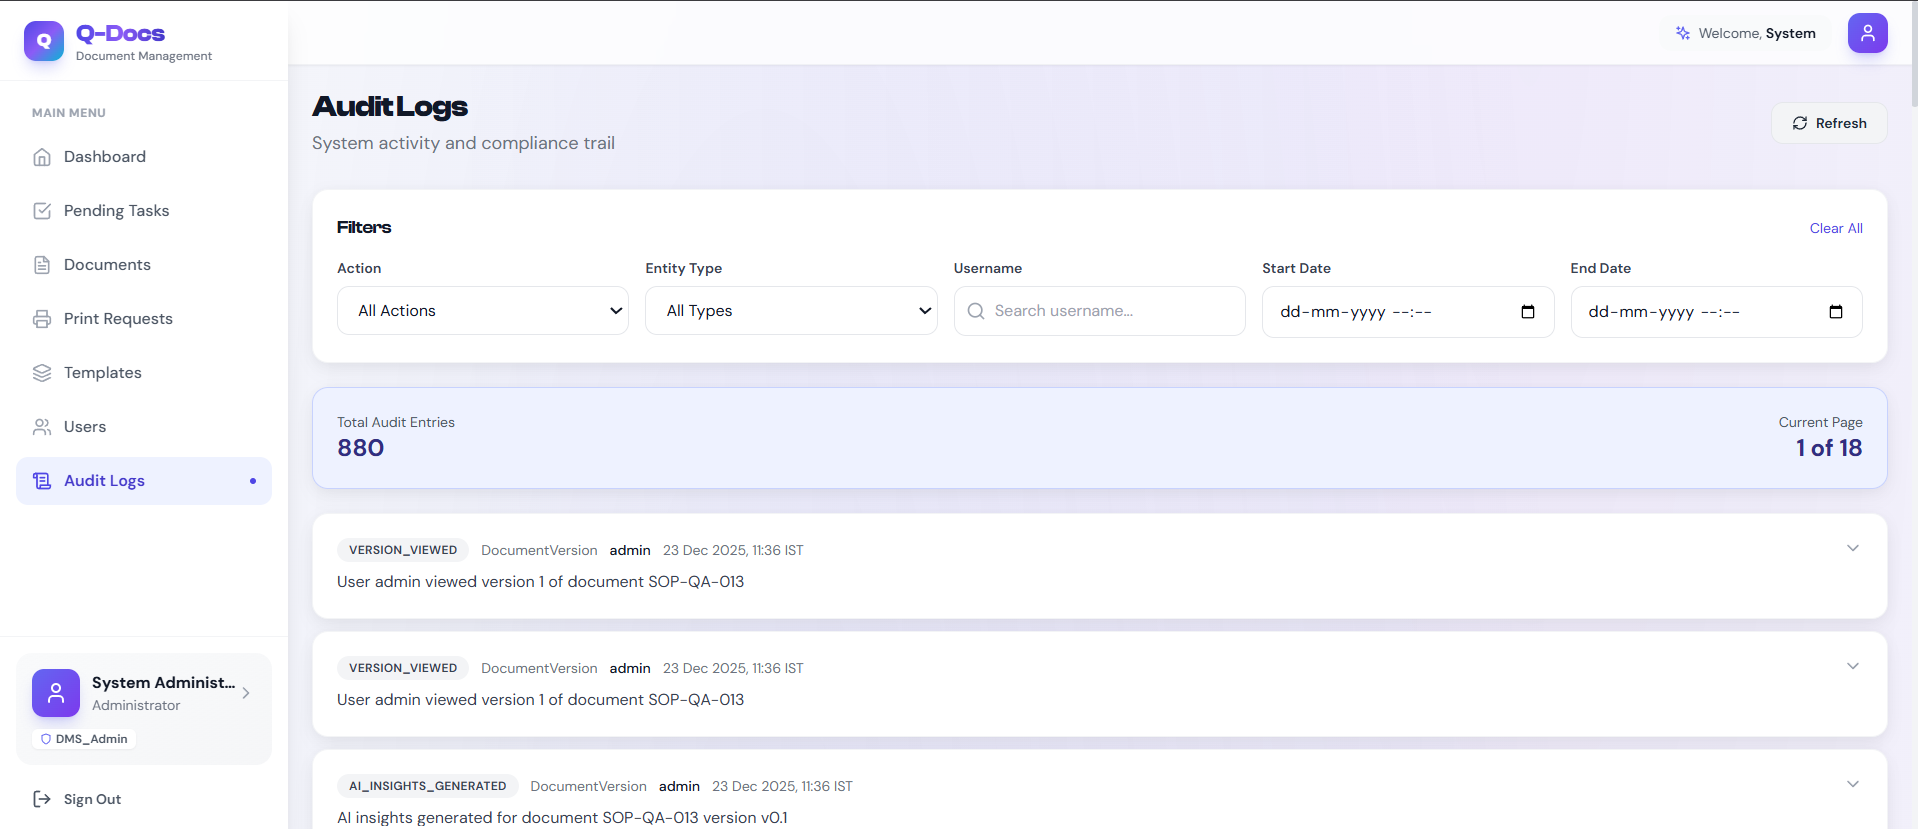 Q
Q-Docs
Document Management
MAIN MENU
Dashboard
Pending Tasks
Documents
Print Requests
Templates
Users
Audit Logs
System Administ...
Administrator
DMS_Admin
Sign Out
Welcome, System
Audit Logs
System activity and compliance trail
Refresh
Filters
Clear All
Action
All Actions
Entity Type
All Types
Username
Search username...
Start Date
dd-mm-yyyy --:--
End Date
dd-mm-yyyy --:--
Total Audit Entries
880
Current Page
1 of 18
VERSION_VIEWED DocumentVersion admin 23 Dec 2025, 11:36 IST
User admin viewed version 1 of document SOP-QA-013
VERSION_VIEWED DocumentVersion admin 23 Dec 2025, 11:36 IST
User admin viewed version 1 of document SOP-QA-013
AI_INSIGHTS_GENERATED DocumentVersion admin 23 Dec 2025, 11:36 IST
AI insights generated for document SOP-QA-013 version v0.1